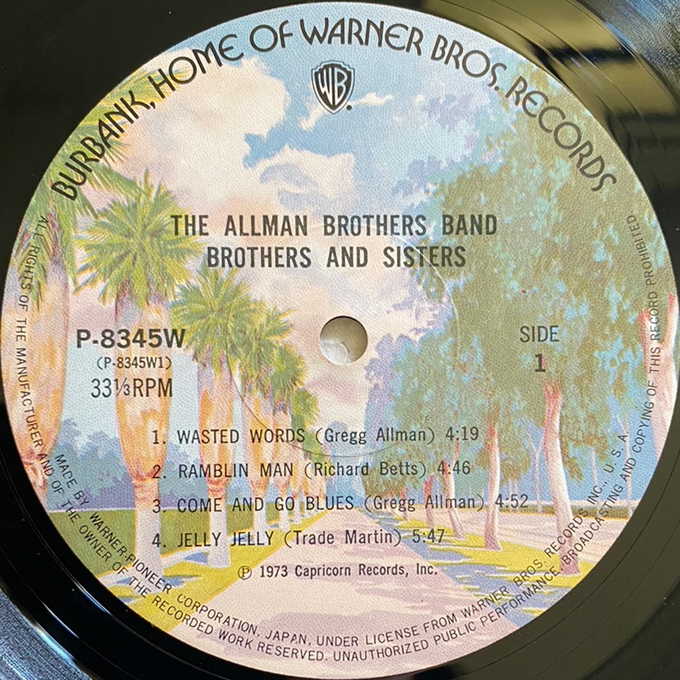 BURBANK, HOME OF WARNER BROS. RECORDS
WB
THE ALLMAN BROTHERS BAND
BROTHERS AND SISTERS
P-8345W
(P-8345W1)
33⅓RPM
SIDE
1
1. WASTED WORDS (Gregg Allman) 4:19
2. RAMBLIN MAN (Richard Betts) 4:46
3. COME AND GO BLUES (Gregg Allman) 4:52
4. JELLY JELLY (Trade Martin) 5:47
℗ 1973 Capricorn Records, Inc.
MADE BY WARNER-PIONEER CORPORATION, JAPAN, UNDER LICENSE FROM WARNER BROS RECORDS INC., U.S.A.
ALL RIGHTS OF THE MANUFACTURER AND OF THE OWNER OF THE RECORDED WORK RESERVED. UNAUTHORIZED PUBLIC PERFORMANCE, BROADCASTING AND COPYING OF THIS RECORD PROHIBITED